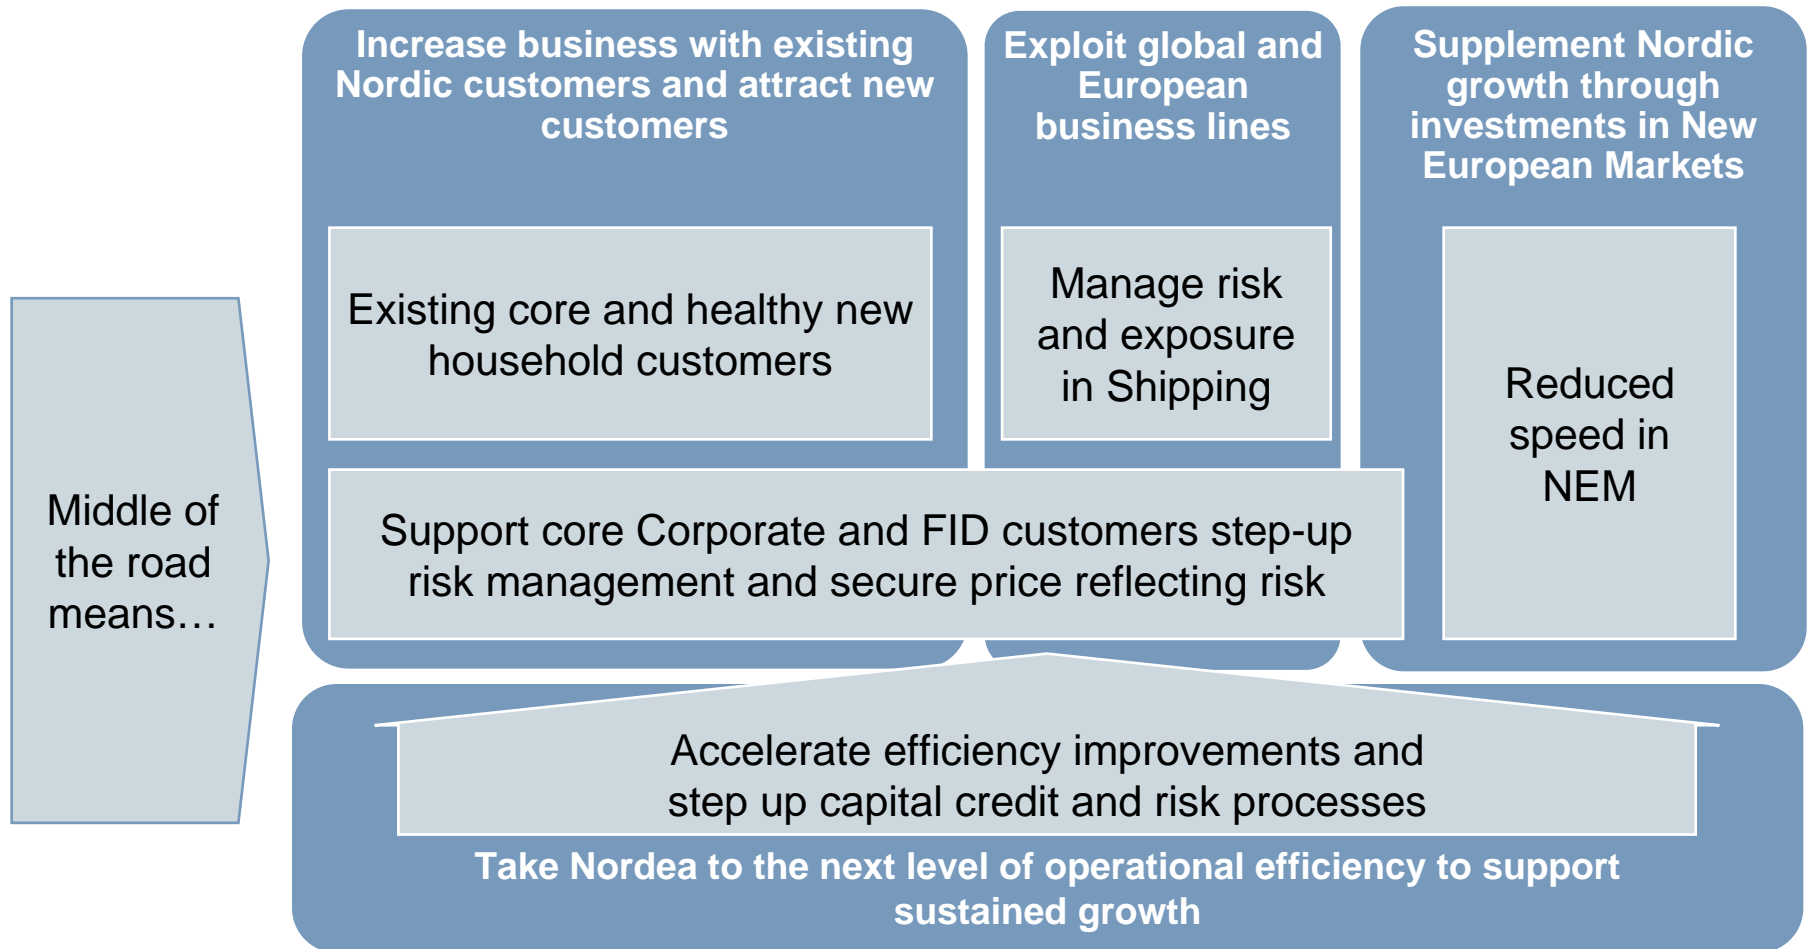 Increase business with existing
Nordic customers and attract new
customers
Exploit global and
European
business lines
Supplement Nordic
growth through
investments in New
European Markets
Existing core and healthy new
household customers
Manage risk
and exposure
in Shipping
Reduced
speed in
NEM
Middle of
the road
means…
Support core Corporate and FID customers step-up
risk management and secure price reflecting risk
Accelerate efficiency improvements and
step up capital credit and risk processes
Take Nordea to the next level of operational efficiency to support
sustained growth